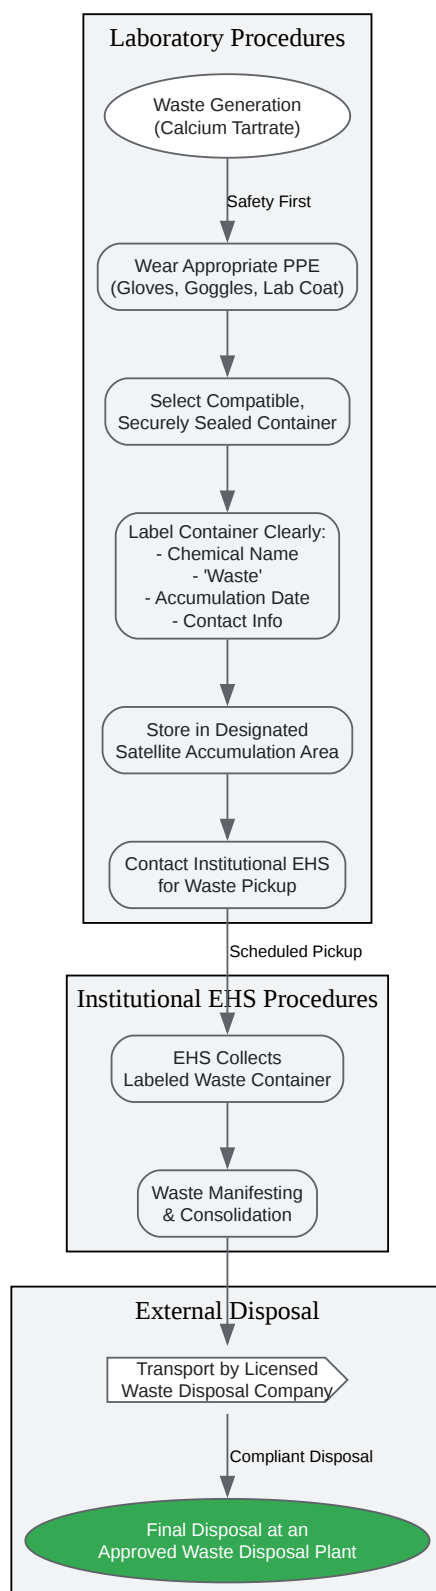 Laboratory Procedures
Waste Generation
(Calcium Tartrate)
Safety First
Wear Appropriate PPE
(Gloves, Goggles, Lab Coat)
Select Compatible,
Securely Sealed Container
Label Container Clearly:
- Chemical Name
- 'Waste'
- Accumulation Date
- Contact Info
Store in Designated
Satellite Accumulation Area
Contact Institutional EHS
for Waste Pickup
Scheduled Pickup
Institutional EHS Procedures
EHS Collects
Labeled Waste Container
Waste Manifesting
& Consolidation
External Disposal
Transport by Licensed
Waste Disposal Company
Compliant Disposal
Final Disposal at an
Approved Waste Disposal Plant